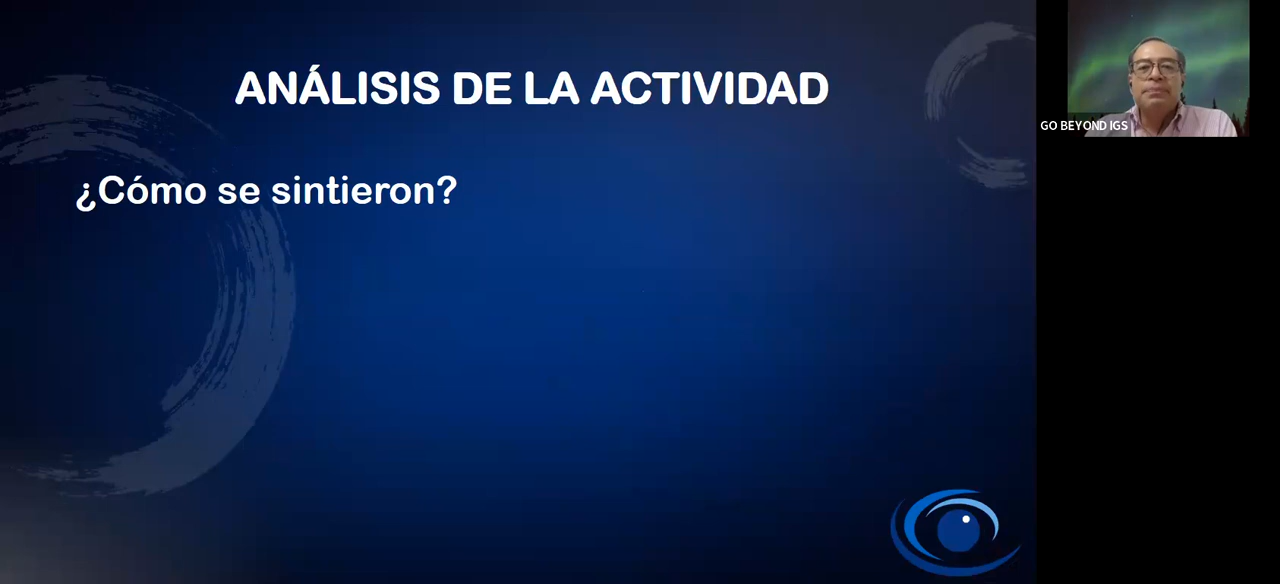 ANÁLISIS DE LA ACTIVIDAD
¿Cómo se sintieron?
GO BEYOND IGS